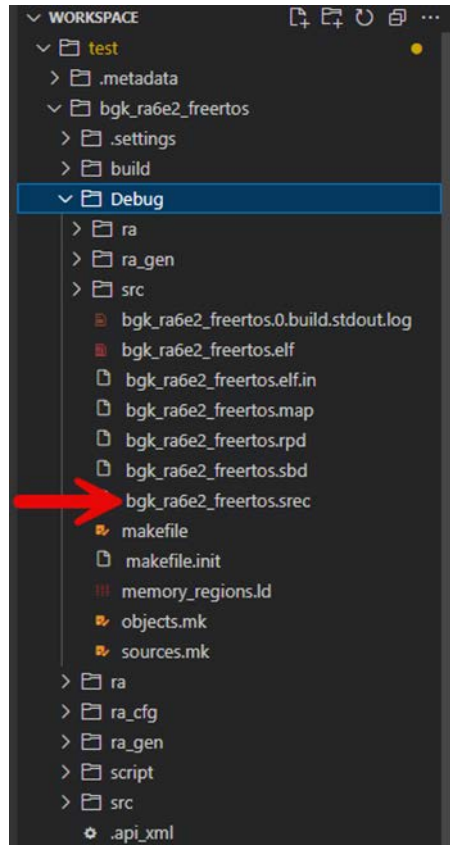 WORKSPACE
test
.metadata
bgk_ra6e2_freertos
.settings
build
Debug
ra
ra_gen
src
bgk_ra6e2_freertos.0.build.stdout.log
bgk_ra6e2_freertos.elf
bgk_ra6e2_freertos.elf.in
bgk_ra6e2_freertos.map
bgk_ra6e2_freertos.rpd
bgk_ra6e2_freertos.sbd
bgk_ra6e2_freertos.srec
makefile
makefile.init
memory_regions.ld
objects.mk
sources.mk
ra
ra_cfg
ra_gen
script
src
.api_xml